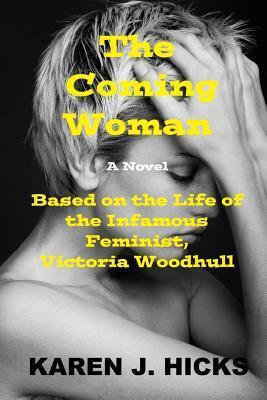 The
Coming
Woman
A Novel
Based on the Life of
the Infamous
Feminist,
Victoria Woodhull
KAREN J. HICKS